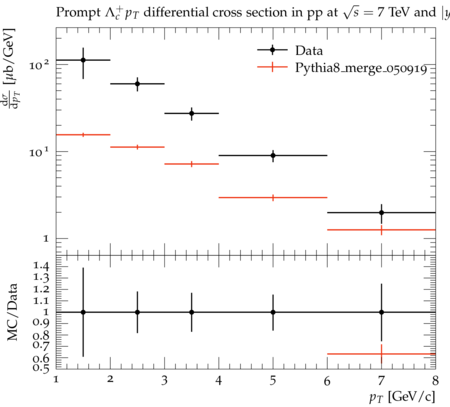 Prompt Λ_c^+ p_T differential cross section in pp at √s = 7 TeV and |y
dσ/dp_T [μb/GeV]
10^2
10^1
1
Data
Pythia8_merge_050919
MC/Data
1.4
1.3
1.2
1.1
1
0.9
0.8
0.7
0.6
0.5
1 2 3 4 5 6 7 8
p_T [GeV/c]